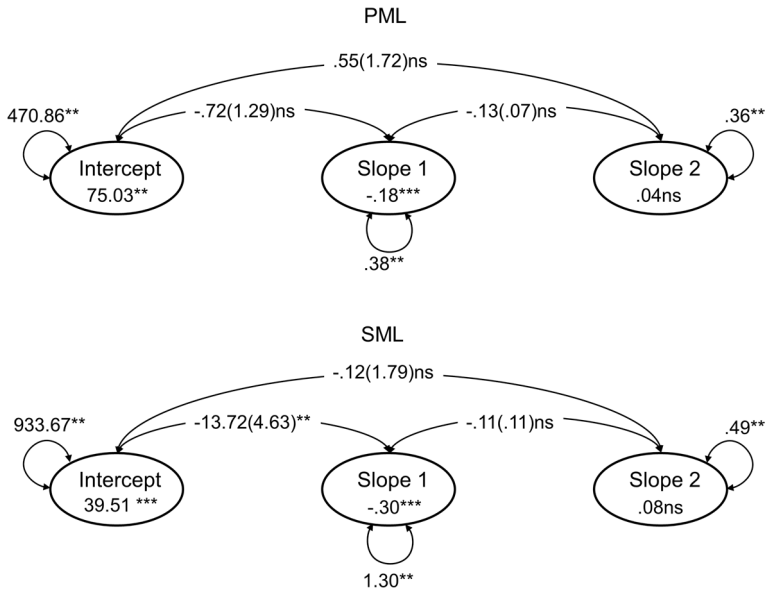 PML
.55(1.72)ns
470.86**
-.72(1.29)ns
-.13(.07)ns
.36**
Intercept
75.03**
Slope 1
-.18***
Slope 2
.04ns
.38**
SML
-.12(1.79)ns
933.67**
-13.72(4.63)**
-.11(.11)ns
.49**
Intercept
39.51 ***
Slope 1
-.30***
Slope 2
.08ns
1.30**